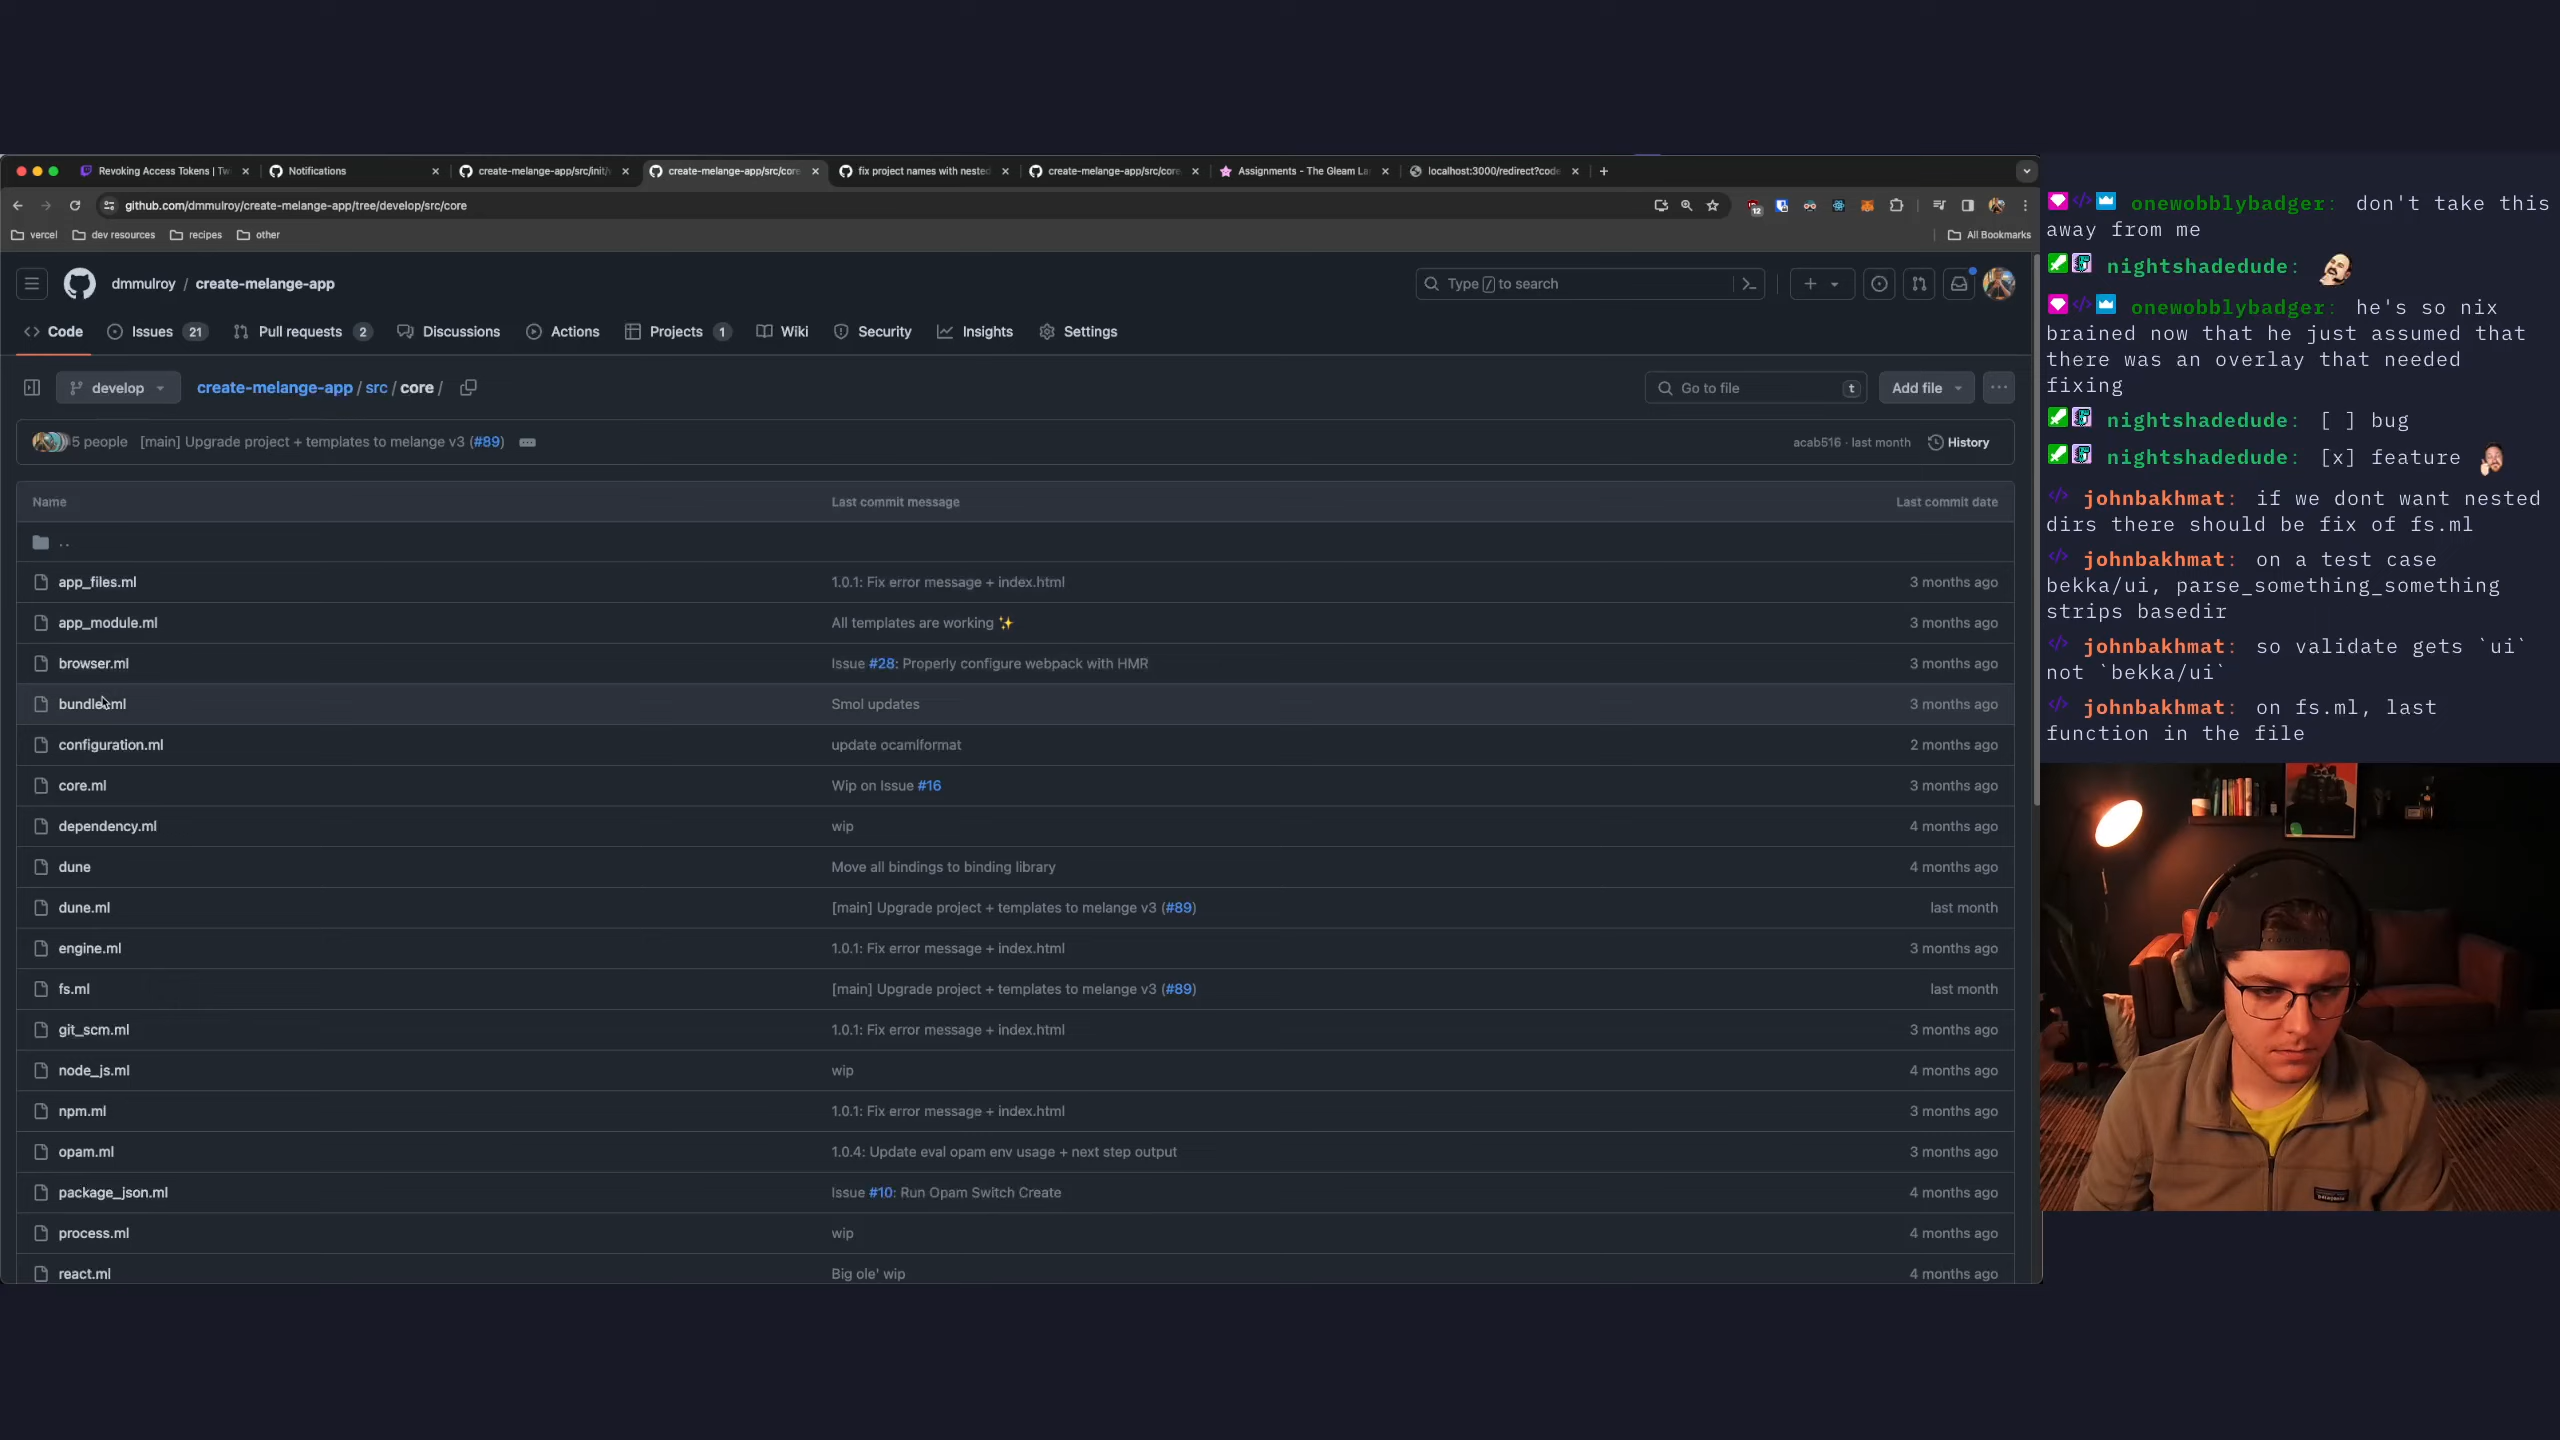 Revoking Access Tokens | Tw
Notifications
create-melange-app/src/init/
create-melange-app/src/core
fix project names with nested
create-melange-app/src/core
Assignments - The Gleam La
localhost:3000/redirect?code
github.com/dmmulroy/create-melange-app/tree/develop/src/core
12
vercel
dev resources
recipes
other
All Bookmarks
dmmulroy / create-melange-app
Type / to search
Code
Issues 21
Pull requests 2
Discussions
Actions
Projects 1
Wiki
Security
Insights
Settings
develop
create-melange-app / src / core /
Go to file t
Add file
5 people [main] Upgrade project + templates to melange v3 (#89)
acab516 · last month History
Name Last commit message Last commit date
..
app_files.ml 1.0.1: Fix error message + index.html 3 months ago
app_module.ml All templates are working ✨ 3 months ago
browser.ml Issue #28: Properly configure webpack with HMR 3 months ago
bundle.ml Smol updates 3 months ago
configuration.ml update ocamlformat 2 months ago
core.ml Wip on Issue #16 3 months ago
dependency.ml wip 4 months ago
dune Move all bindings to binding library 4 months ago
dune.ml [main] Upgrade project + templates to melange v3 (#89) last month
engine.ml 1.0.1: Fix error message + index.html 3 months ago
fs.ml [main] Upgrade project + templates to melange v3 (#89) last month
git_scm.ml 1.0.1: Fix error message + index.html 3 months ago
node_js.ml wip 4 months ago
npm.ml 1.0.1: Fix error message + index.html 3 months ago
opam.ml 1.0.4: Update eval opam env usage + next step output 3 months ago
package_json.ml Issue #10: Run Opam Switch Create 4 months ago
process.ml wip 4 months ago
react.ml Big ole' wip 4 months ago
onewobblybadger: don't take this
away from me
nightshadedude:
onewobblybadger: he's so nix
brained now that he just assumed that
there was an overlay that needed
fixing
nightshadedude: [ ] bug
nightshadedude: [x] feature
johnbakhmat: if we dont want nested
dirs there should be fix of fs.ml
johnbakhmat: on a test case
bekka/ui, parse_something_something
strips basedir
johnbakhmat: so validate gets `ui`
not `bekka/ui`
johnbakhmat: on fs.ml, last
function in the file
patagonia